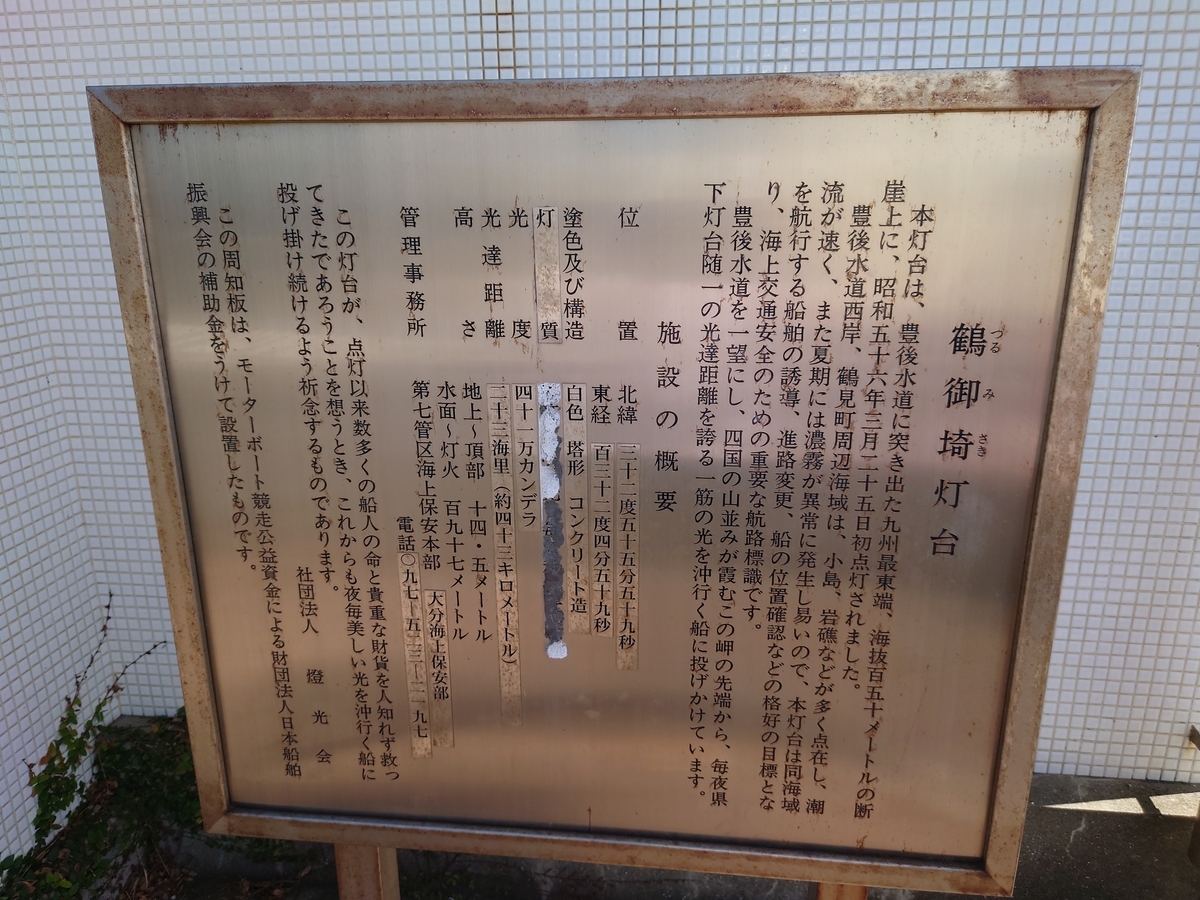 鶴御埼灯台
づる み さき
本灯台は、豊後水道に突き出た九州最東端、海抜百五十メートルの断
崖上に、昭和五十六年三月二十五日初点灯されました。
豊後水道西岸、鶴見町周辺海域は、小島、岩礁などが多く点在し、潮
流が速く、また夏期には濃霧が異常に発生し易いので、本灯台は同海域
を航行する船舶の誘導、進路変更、船の位置確認などの格好の目標とな
り、海上交通安全のための重要な航路標識です。
豊後水道を一望にし、四国の山並みが霞むこの岬の先端から、毎夜県
下灯台随一の光達距離を誇る一筋の光を沖行く船に投げかけています。
施設の概要
位置 北緯 三十二度五十五分五十九秒
東経 百三十二度四分五十九秒
塗色及び構造 白色 塔形 コンクリート造
灯質
光度 四十一万カンデラ
光達距離 二十三海里(約四十三キロメートル)
高さ 地上〜頂部 十四・五メートル
水面〜灯火 百九十七メートル
管理事務所 第七管区海上保安本部 大分海上保安部
電話〇九七

この灯台が、点灯以来数多くの船人の命と貴重な財貨を人知れず救っ
てきたであろうことを想うとき、これからも夜毎美しい光を沖行く船に
投げ掛け続けるよう祈念するものであります。
社団法人 燈光会
この周知板は、モーターボート競走公益資金による財団法人日本船舶
振興会の補助金をうけて設置したものです。